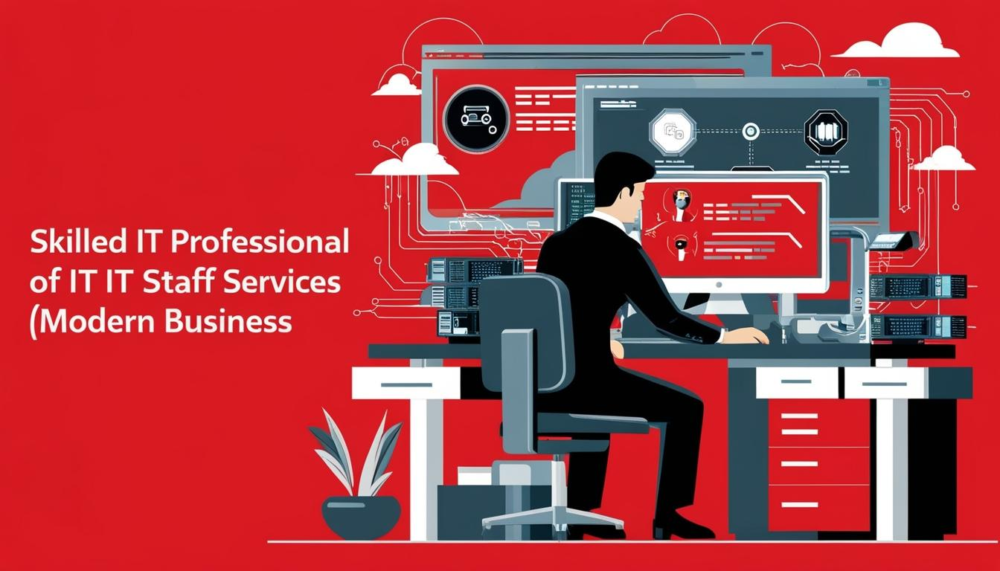 Skilled IT Professional
of IT IT Staff Services
(Modern Business